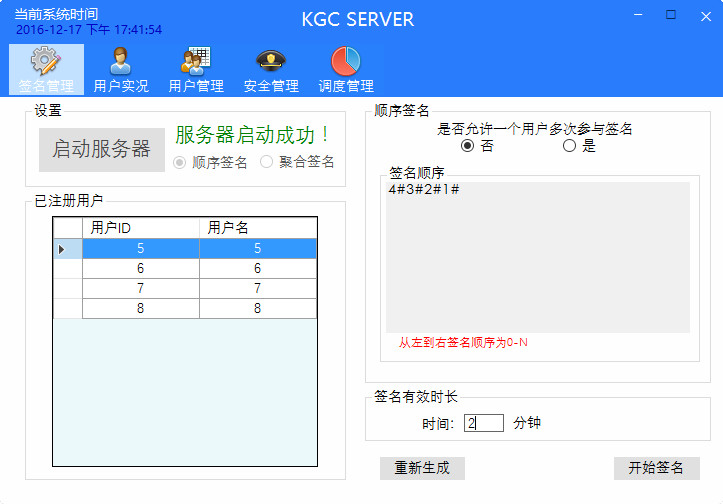 当前系统时间
2016-12-17 下午 17:41:54
KGC SERVER
签名管理 用户实况 用户管理 安全管理 调度管理
设置
启动服务器
服务器启动成功！
顺序签名 聚合签名
已注册用户
用户ID 用户名
5 5
6 6
7 7
8 8
顺序签名
是否允许一个用户多次参与签名
否 是
签名顺序
4#3#2#1#
从左到右签名顺序为0-N
签名有效时长
时间: 2 分钟
重新生成 开始签名